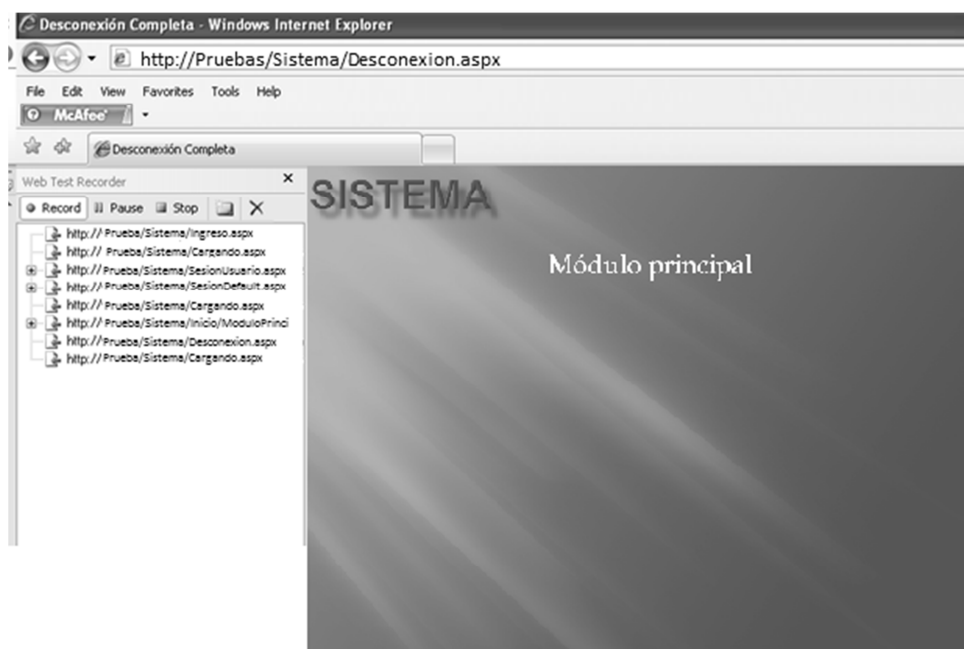 Desconexión Completa - Windows Internet Explorer
http://Pruebas/Sistema/Desconexion.aspx
File Edit View Favorites Tools Help
McAfee
Desconexión Completa
Web Test Recorder
Record Pause Stop
http:// Prueba/Sistema/Ingreso.aspx
http:// Prueba/Sistema/Cargando.aspx
http:// Prueba/Sistema/SesionUsuario.aspx
http:// Prueba/Sistema/SesionDefault.aspx
http:// Prueba/Sistema/Cargando.aspx
http:// Prueba/Sistema/Inicio/ModuloPrinci
http:// Prueba/Sistema/Desconexion.aspx
http:// Prueba/Sistema/Cargando.aspx
SISTEMA
Módulo principal